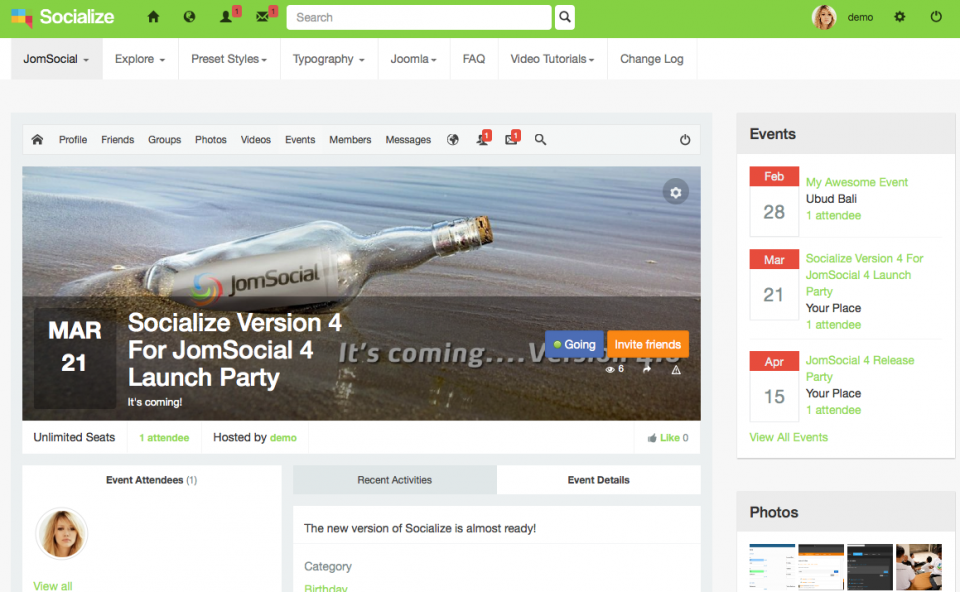 Socialize
1
1
Search
demo
JomSocial
Explore
Preset Styles
Typography
Joomla
FAQ
Video Tutorials
Change Log
Profile
Friends
Groups
Photos
Videos
Events
Members
Messages
1
1
JomSocial
MAR
21
Socialize Version 4
For JomSocial 4
Launch Party
It's coming!
It's coming....
Going
Invite friends
6
Unlimited Seats
1 attendee
Hosted by demo
Like 0
Event Attendees (1)
View all
Recent Activities
Event Details
The new version of Socialize is almost ready!
Category
Birthday
Events
Feb
28
My Awesome Event
Ubud Bali
1 attendee
Mar
21
Socialize Version 4 For
JomSocial 4 Launch
Party
Your Place
1 attendee
Apr
15
JomSocial 4 Release
Party
Your Place
1 attendee
View All Events
Photos